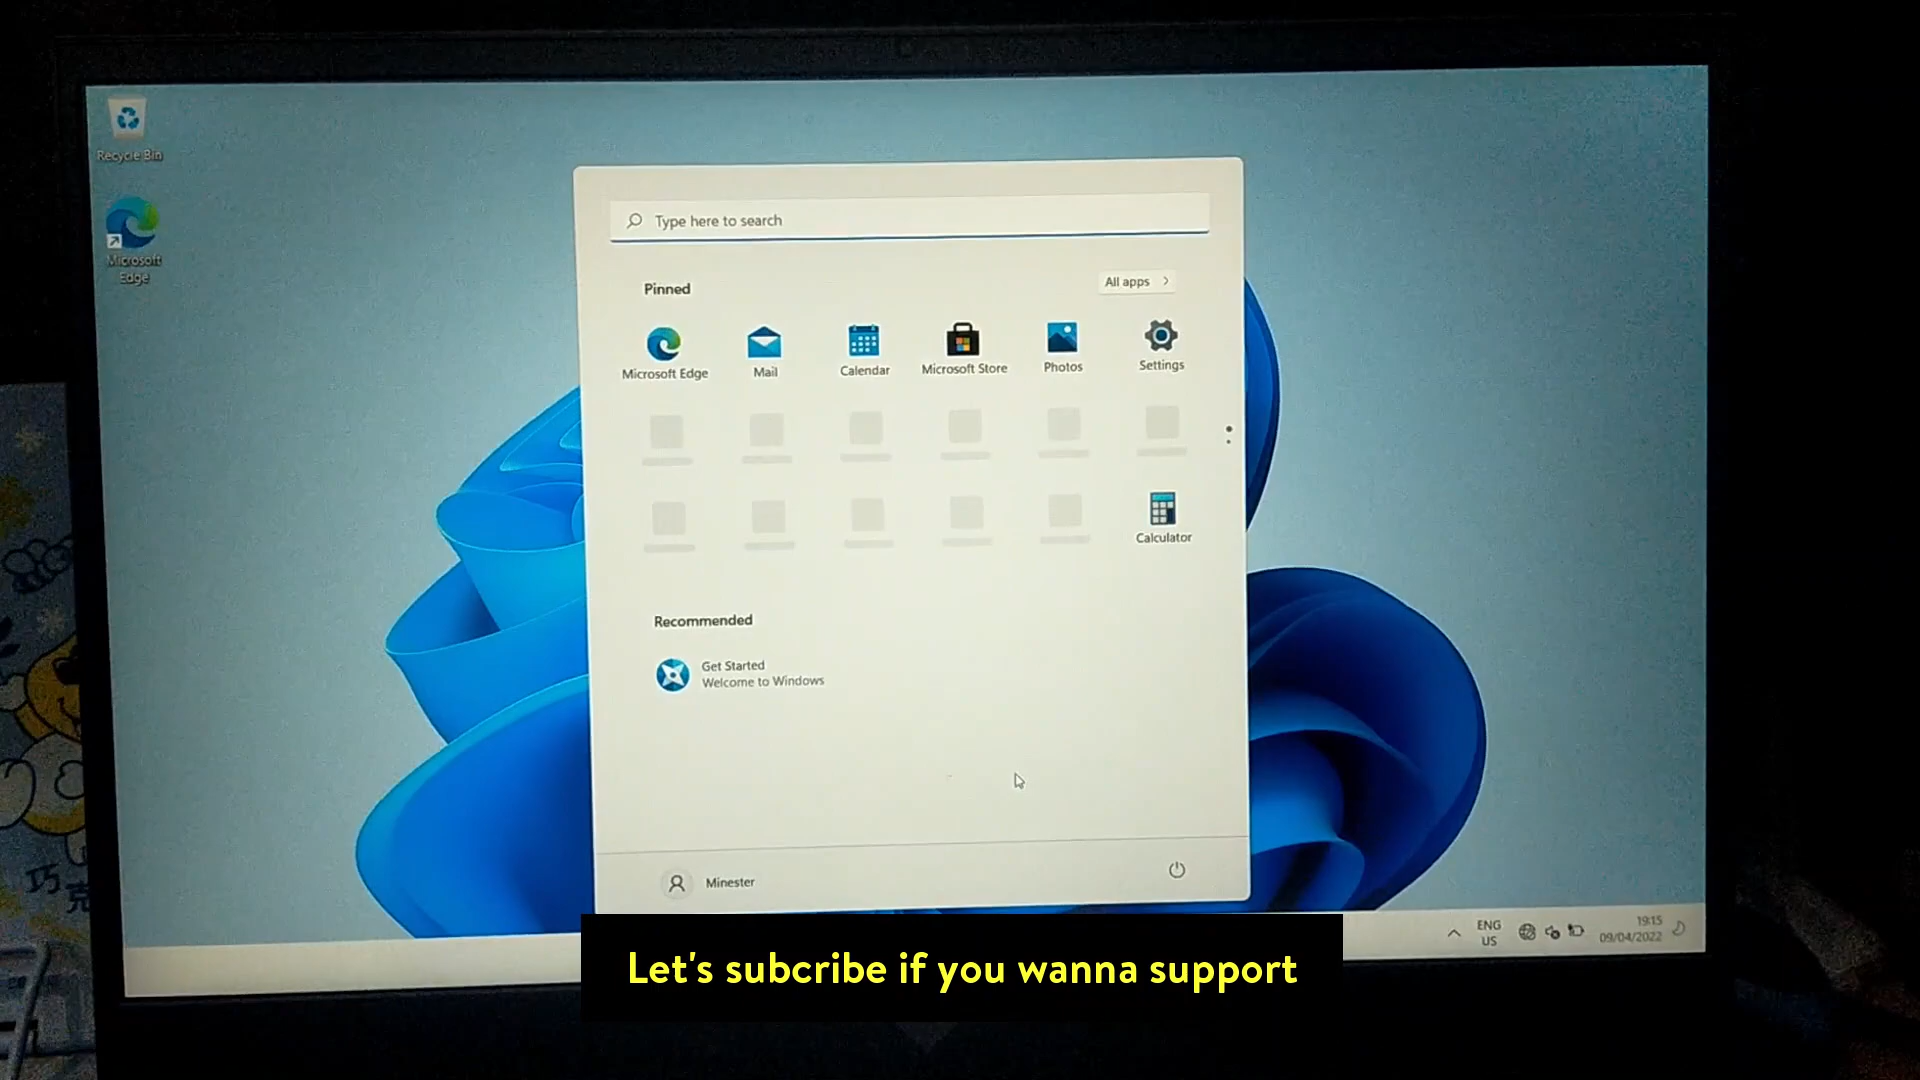 Recycle Bin
Microsoft
Edge
Type here to search
Pinned
All apps
Microsoft Edge
Mail
Calendar
Microsoft Store
Photos
Settings
Calculator
Recommended
Get Started
Welcome to Windows
Minester
ENG
US
19:15
09/04/2022
巧
克
Let's subcribe if you wanna support